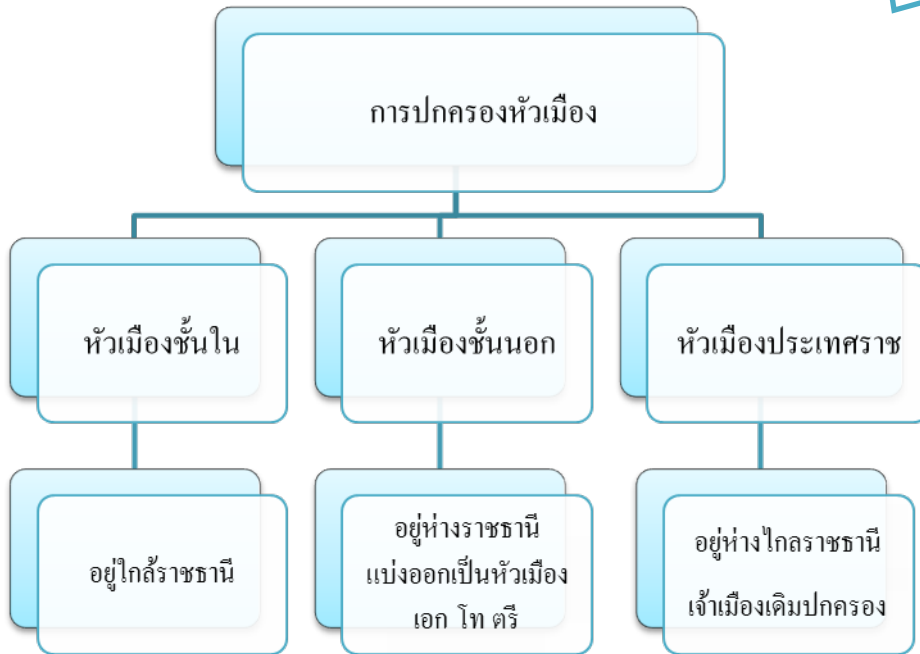 การปกครองหัวเมือง
หัวเมืองชั้นใน
หัวเมืองชั้นนอก
หัวเมืองประเทศราช
อยู่ใกล้ราชธานี
อยู่ห่างราชธานี
แบ่งออกเป็นหัวเมือง
เอก โท ตรี
อยู่ห่างไกลราชธานี
เจ้าเมืองเดิมปกครอง